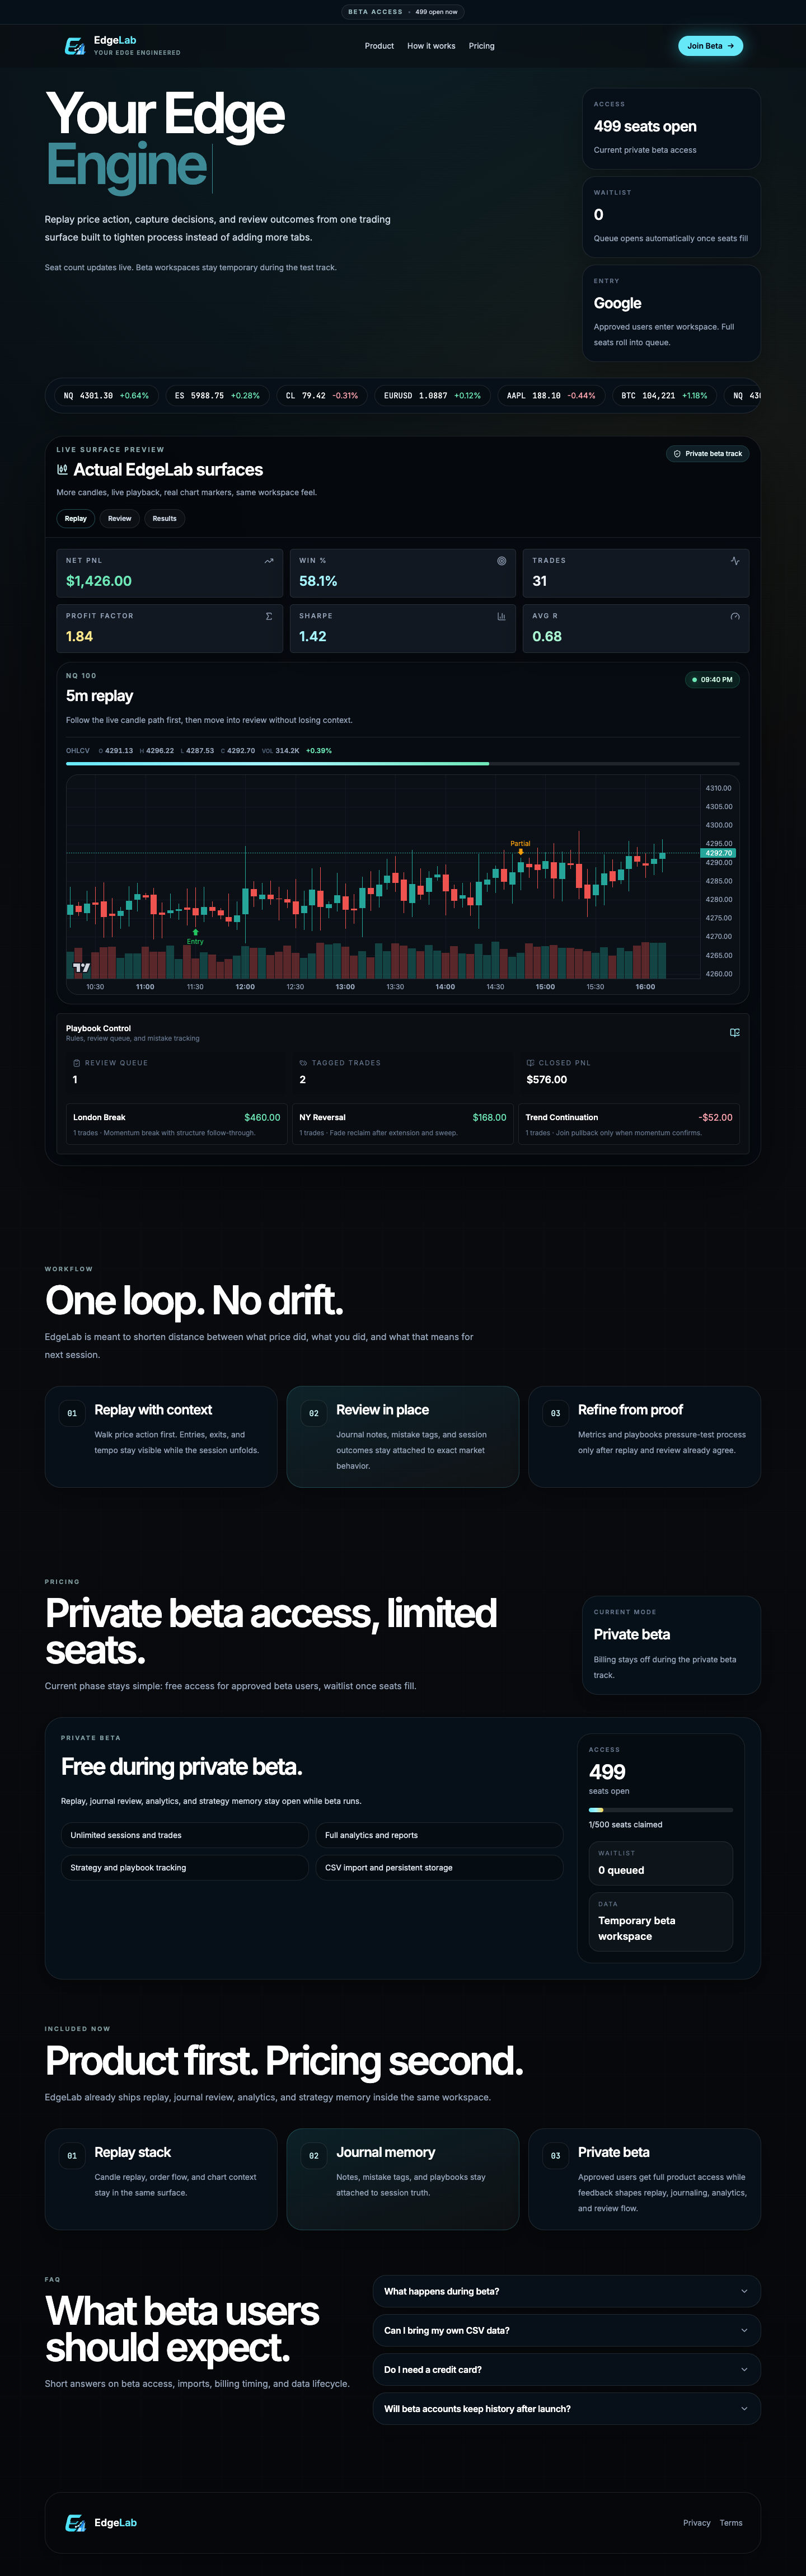 BETA ACCESS • 499 open now
EdgeLab
YOUR EDGE ENGINEERED
Product
How it works
Pricing
Join Beta →
Your Edge
Engine
Replay price action, capture decisions, and review outcomes from one trading
surface built to tighten process instead of adding more tabs.
Seat count updates live. Beta workspaces stay temporary during the test track.
ACCESS
499 seats open
Current private beta access
WAITLIST
0
Queue opens automatically once seats fill
ENTRY
Google
Approved users enter workspace. Full
seats roll into queue.
NQ 4301.30 +0.64%
ES 5988.75 +0.28%
CL 79.42 -0.31%
EURUSD 1.0887 +0.12%
AAPL 188.10 -0.44%
BTC 104,221 +1.18%
NQ
LIVE SURFACE PREVIEW
Actual EdgeLab surfaces
More candles, live playback, real chart markers, same workspace feel.
Private beta track
Replay
Review
Results
NET PNL
$1,426.00
WIN %
58.1%
TRADES
31
PROFIT FACTOR
1.84
SHARPE
1.42
AVG R
0.68
NQ 100
5m replay
Follow the live candle path first, then move into review without losing context.
09:40 PM
OHLCV O 4291.13 H 4296.22 L 4287.53 C 4292.70 VOL 314.2K +0.39%
4310.00
4305.00
4300.00
4295.00
4292.70
4290.00
4285.00
4280.00
4275.00
4270.00
4265.00
4260.00
Partial
Entry
10:30 11:00 11:30 12:00 12:30 13:00 13:30 14:00 14:30 15:00 15:30 16:00
Playbook Control
Rules, review queue, and mistake tracking
REVIEW QUEUE
1
TAGGED TRADES
2
CLOSED PNL
$576.00
London Break $460.00
1 trades · Momentum break with structure follow-through.
NY Reversal $168.00
1 trades · Fade reclaim after extension and sweep.
Trend Continuation -$52.00
1 trades · Join pullback only when momentum confirms.
WORKFLOW
One loop. No drift.
EdgeLab is meant to shorten distance between what price did, what you did, and what that means for
next session.
01
Replay with context
Walk price action first. Entries, exits, and
tempo stay visible while the session unfolds.
02
Review in place
Journal notes, mistake tags, and session
outcomes stay attached to exact market
behavior.
03
Refine from proof
Metrics and playbooks pressure-test process
only after replay and review already agree.
PRICING
Private beta access, limited
seats.
Current phase stays simple: free access for approved beta users, waitlist once seats fill.
CURRENT MODE
Private beta
Billing stays off during the private beta
track.
PRIVATE BETA
Free during private beta.
Replay, journal review, analytics, and strategy memory stay open while beta runs.
Unlimited sessions and trades
Full analytics and reports
Strategy and playbook tracking
CSV import and persistent storage
ACCESS
499
seats open
1/500 seats claimed
WAITLIST
0 queued
DATA
Temporary beta
workspace
INCLUDED NOW
Product first. Pricing second.
EdgeLab already ships replay, journal review, analytics, and strategy memory inside the same workspace.
01
Replay stack
Candle replay, order flow, and chart context
stay in the same surface.
02
Journal memory
Notes, mistake tags, and playbooks stay
attached to session truth.
03
Private beta
Approved users get full product access while
feedback shapes replay, journaling, analytics,
and review flow.
FAQ
What beta users
should expect.
Short answers on beta access, imports, billing timing, and data lifecycle.
What happens during beta?
Can I bring my own CSV data?
Do I need a credit card?
Will beta accounts keep history after launch?
EdgeLab
Privacy
Terms